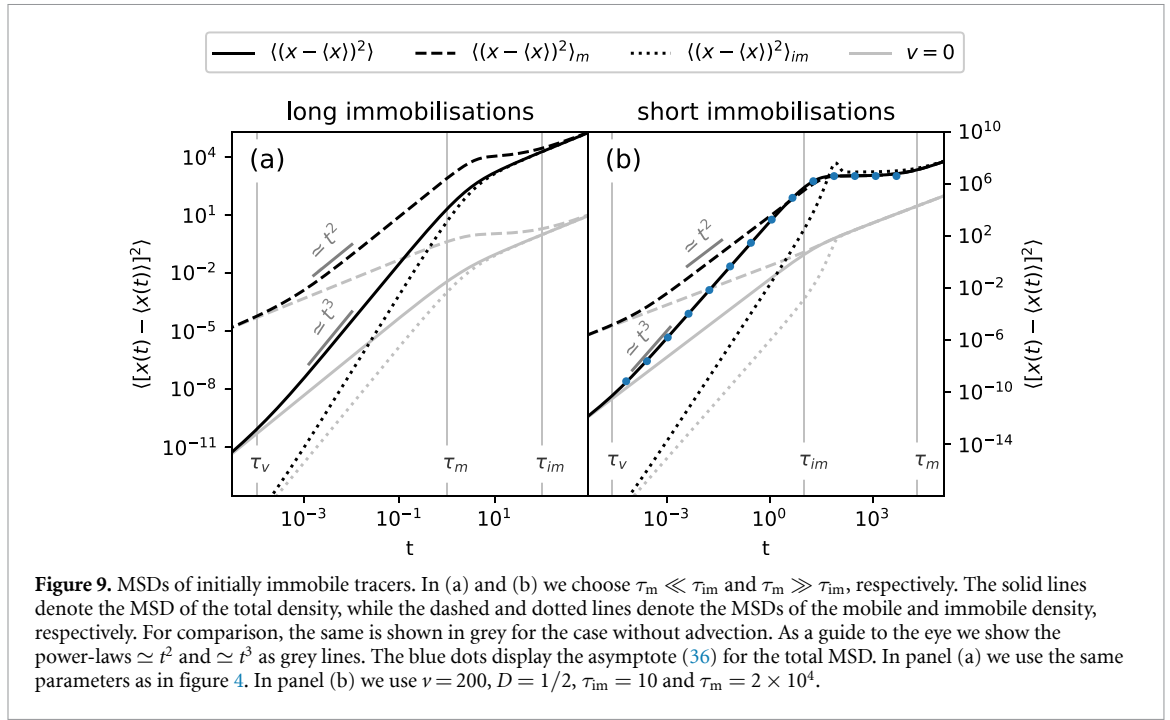 ⟨(x − ⟨x⟩)²⟩ ⟨(x − ⟨x⟩)²⟩ₘ ⟨(x − ⟨x⟩)²⟩ᵢₘ v = 0
long immobilisations short immobilisations
(a) (b)
⟨[x(t) − ⟨x(t)⟩]²⟩
10⁴
10¹
10⁻²
10⁻⁵
10⁻⁸
10⁻¹¹
≃ t²
≃ t³
τᵥ τₘ τᵢₘ
10⁻³ 10⁻¹ 10¹
t
≃ t²
≃ t³
τᵥ τᵢₘ τₘ
10⁻³ 10⁰ 10³
t
10¹⁰
10⁶
10²
10⁻²
10⁻⁶
10⁻¹⁰
10⁻¹⁴
⟨[x(t) − ⟨x(t)⟩]²⟩
Figure 9. MSDs of initially immobile tracers. In (a) and (b) we choose τₘ ≪ τᵢₘ and τₘ ≫ τᵢₘ, respectively. The solid lines
denote the MSD of the total density, while the dashed and dotted lines denote the MSDs of the mobile and immobile density,
respectively. For comparison, the same is shown in grey for the case without advection. As a guide to the eye we show the
power-laws ≃ t² and ≃ t³ as grey lines. The blue dots display the asymptote (36) for the total MSD. In panel (a) we use the same
parameters as in figure 4. In panel (b) we use v = 200, D = 1/2, τᵢₘ = 10 and τₘ = 2 × 10⁴.